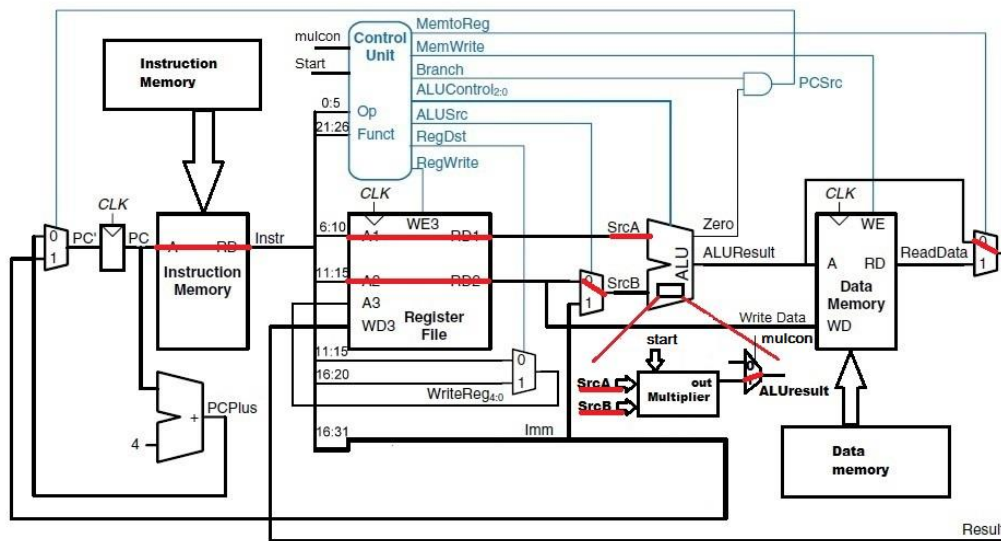 MemtoReg
MemWrite
Branch
ALUControl2:0
ALUSrc
RegDst
RegWrite
Control
Unit
Op
Funct
mulcon
Start
0:5
21:26
PCSrc
Instruction
Memory
CLK
0
1
PC'
PC
A
RD
Instruction
Memory
Instr
6:10
11:15
CLK
WE3
A1
RD1
A2
RD2
A3
WD3
Register
File
SrcA
0
1
SrcB
ALU
Zero
ALUResult
CLK
WE
A
RD
Data
Memory
WD
ReadData
0
1
Write Data
mulcon
11:15
16:20
0
1
WriteReg4:0
16:31
Imm
+
4
PCPlus
start
SrcA
SrcB
out
Multiplier
0
ALUresult
Data
memory
Result